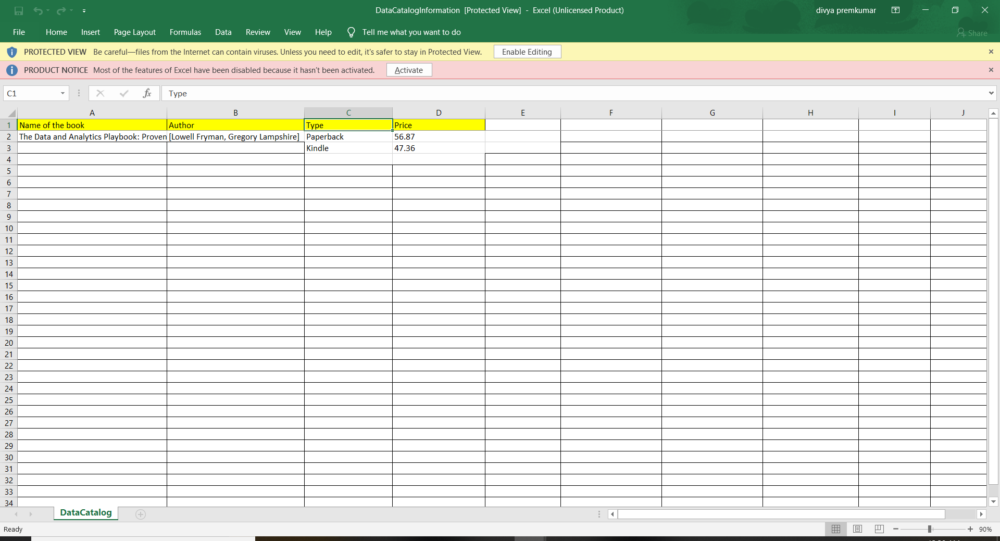 DataCatalogInformation [Protected View] - Excel (Unlicensed Product)
divya premkumar
File Home Insert Page Layout Formulas Data Review View Help Tell me what you want to do
Share
PROTECTED VIEW Be careful—files from the Internet can contain viruses. Unless you need to edit, it's safer to stay in Protected View. Enable Editing
PRODUCT NOTICE Most of the features of Excel have been disabled because it hasn't been activated. Activate
C1 fx Type
A B C D E F G H I J
1 Name of the book Author Type Price
2 The Data and Analytics Playbook: Proven [Lowell Fryman, Gregory Lampshire] Paperback 56.87
3 Kindle 47.36
4
5
6
7
8
9
10
11
12
13
14
15
16
17
18
19
20
21
22
23
24
25
26
27
28
29
30
31
32
33
34
DataCatalog
Ready
90%